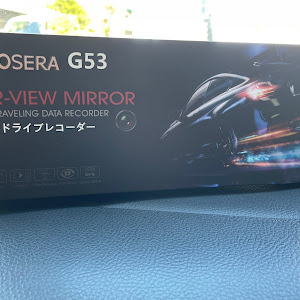 OSERA G53
R-VIEW MIRROR
RAVELING DATA RECORDER
ドライブレコーダー